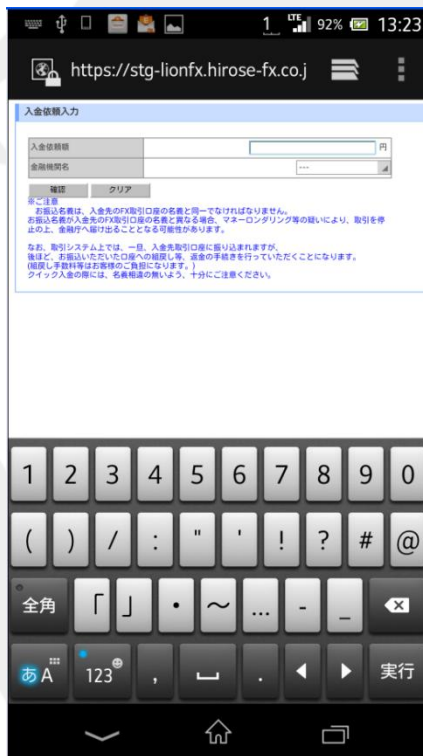 1 LTE 92% 13:23
https://stg-lionfx.hirose-fx.co.j
入金依頼入力
入金依頼額 円
金融機関名 ---
確認 クリア
※ご注意
お振込名義は、入金先のFX取引口座の名義と同一でなければなりません。
お振込名義が入金先のFX取引口座の名義と異なる場合、マネーロンダリング等の疑いにより、取引を停
止の上、金融庁へ届け出ることとなる可能性があります。
なお、取引システム上では、一旦、入金先取引口座に振り込まれますが、
後ほど、お振込いただいた口座への組戻し等、返金の手続きを行っていただくことになります。
(組戻し手数料等はお客様のご負担になります。)
クイック入金の際には、名義相違の無いよう、十分にご注意ください。
1 2 3 4 5 6 7 8 9 0
( ) / : " ' ! ? # @
全角 「 」 ・ ～ … - _
あA 123 , . 実行